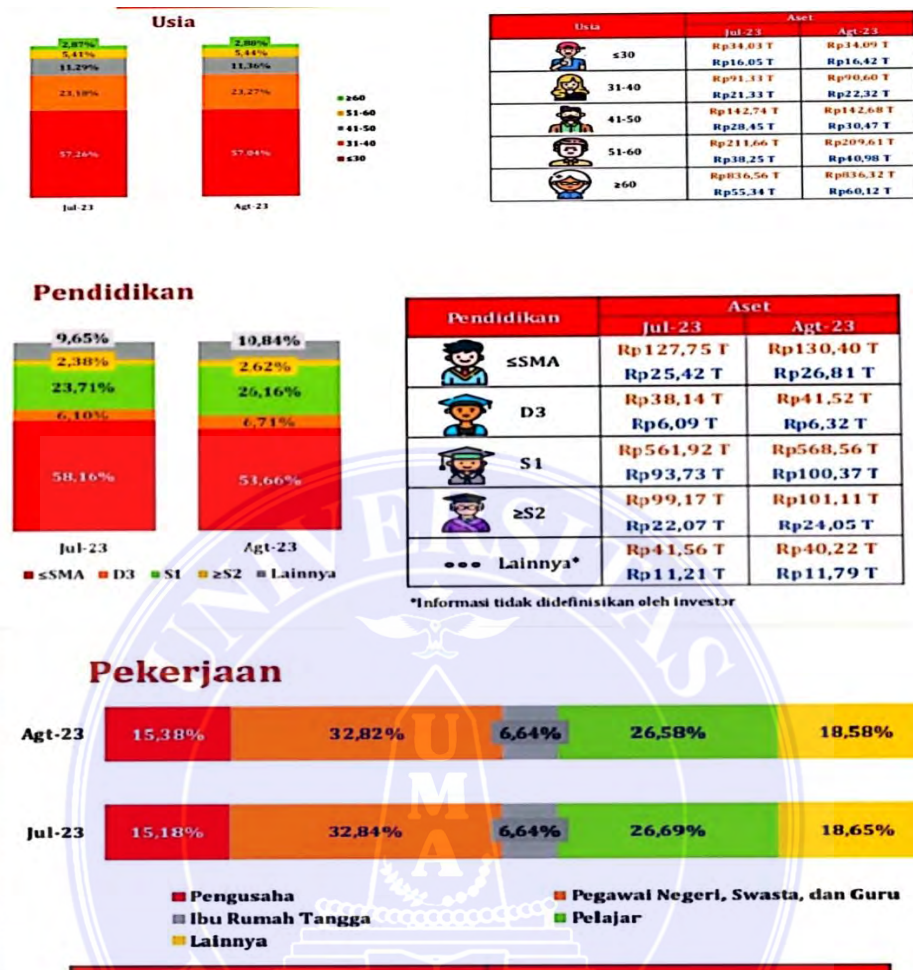 Usia
2,87%
5,41%
11,29%
23,18%
57,26%
Jul-23
2,80%
5,44%
11,36%
23,27%
57,04%
Agt-23
≥60
51-60
41-50
31-40
≤30
Usia Aset
Jul-23 Agt-23
≤30 Rp34,03 T Rp34,09 T
Rp16,05 T Rp16,42 T
31-40 Rp91,33 T Rp90,60 T
Rp21,33 T Rp22,32 T
41-50 Rp142,74 T Rp142,68 T
Rp28,45 T Rp30,47 T
51-60 Rp211,66 T Rp209,61 T
Rp38,25 T Rp40,98 T
≥60 Rp836,56 T Rp836,32 T
Rp55,34 T Rp60,12 T
Pendidikan
9,65%
2,38%
23,71%
6,10%
58,16%
Jul-23
10,84%
2,62%
26,16%
6,71%
53,66%
Agt-23
≤SMA D3 S1 ≥S2 Lainnya
Pendidikan Aset
Jul-23 Agt-23
≤SMA Rp127,75 T Rp130,40 T
Rp25,42 T Rp26,81 T
D3 Rp38,14 T Rp41,52 T
Rp6,09 T Rp6,32 T
S1 Rp561,92 T Rp568,56 T
Rp93,73 T Rp100,37 T
≥S2 Rp99,17 T Rp101,11 T
Rp22,07 T Rp24,05 T
Lainnya* Rp41,56 T Rp40,22 T
Rp11,21 T Rp11,79 T
*Informasi tidak didefinisikan oleh investor
Pekerjaan
Agt-23 15,38% 32,82% 6,64% 26,58% 18,58%
Jul-23 15,18% 32,84% 6,64% 26,69% 18,65%
Pengusaha Pegawai Negeri, Swasta, dan Guru
Ibu Rumah Tangga Pelajar
Lainnya
UNIVERSITAS
UMA